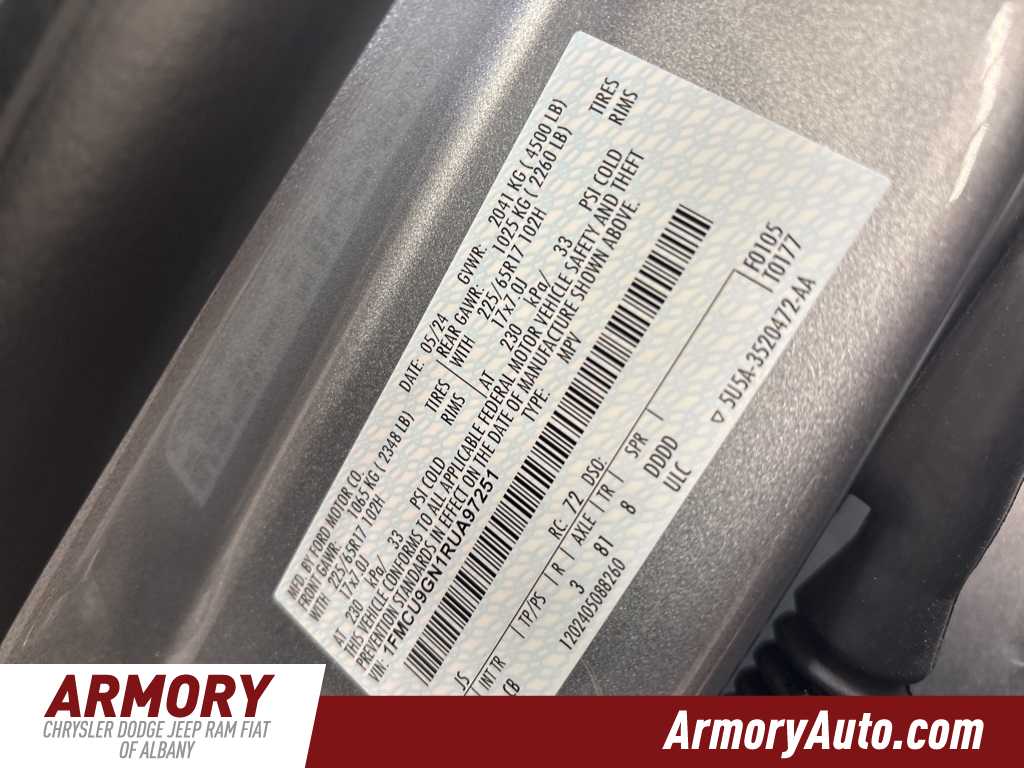 MFD. BY FORD MOTOR CO.
DATE: 05/24 GVWR: 2041 KG ( 4500 LB)
FRONT GAWR: 1065 KG ( 2348 LB) REAR GAWR: 1025 KG ( 2260 LB)
WITH 225/65R17 102H TIRES WITH 225/65R17 102H TIRES
17x7.0J RIMS 17x7.0J RIMS
AT 230 kPa/ 33 PSI COLD AT 230 kPa/ 33 PSI COLD
THIS VEHICLE CONFORMS TO ALL APPLICABLE FEDERAL MOTOR VEHICLE SAFETY AND THEFT
PREVENTION STANDARDS IN EFFECT ON THE DATE OF MANUFACTURE SHOWN ABOVE.
VIN: 1FMCU9GN1RUA97251 TYPE: MPV
RC: 72 DSO: F0105
T0177
INT TR TP/PS R AXLE TR SPR
CB 3 81 8 DDDD
ULC
1202405088260
▽ 5U5A-3520472-AA
ARMORY
CHRYSLER DODGE JEEP RAM FIAT
OF ALBANY
ArmoryAuto.com